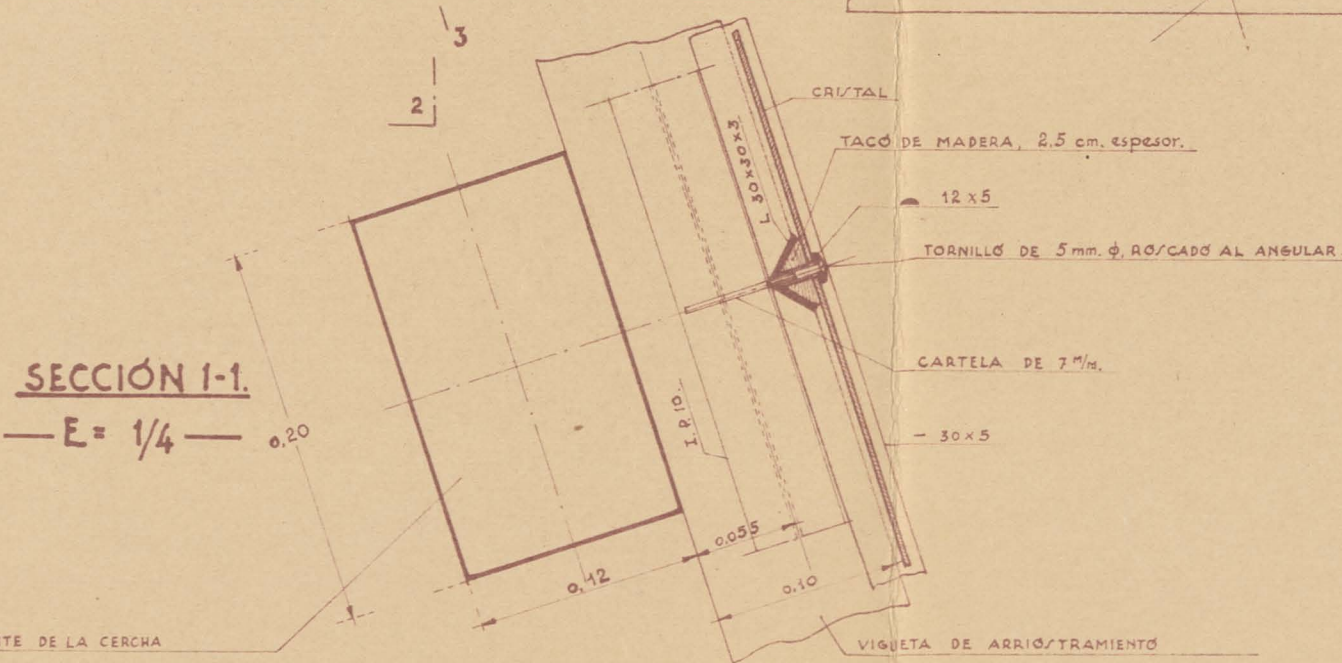 3
2
CRISTAL
TACO DE MADERA, 2,5 cm. espesor.
L 30x30x3
12 x 5
TORNILLO DE 5 mm. φ, ROSCADO AL ANGULAR
CARTELA DE 7 m/m.
- 30 x 5
SECCIÓN 1-1.
— E = 1/4 —
0,20
I.P.10.
0,055
0,12
0,10
DE LA CERCHA
VIGUETA DE ARRIOSTRAMIENTO